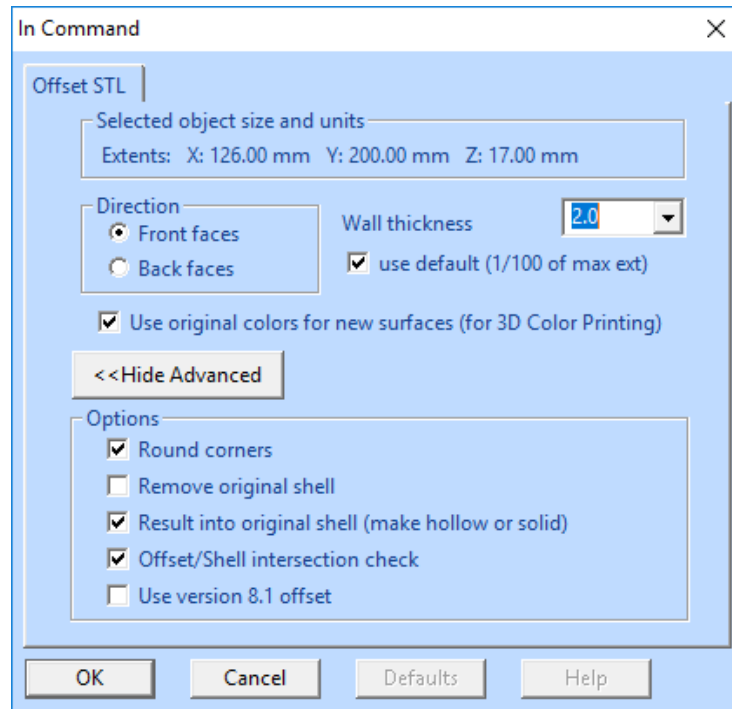 In Command
Offset STL
Selected object size and units
Extents: X: 126.00 mm Y: 200.00 mm Z: 17.00 mm
Direction
Front faces
Back faces
Wall thickness
2.0
use default (1/100 of max ext)
Use original colors for new surfaces (for 3D Color Printing)
<<Hide Advanced
Options
Round corners
Remove original shell
Result into original shell (make hollow or solid)
Offset/Shell intersection check
Use version 8.1 offset
OK
Cancel
Defaults
Help